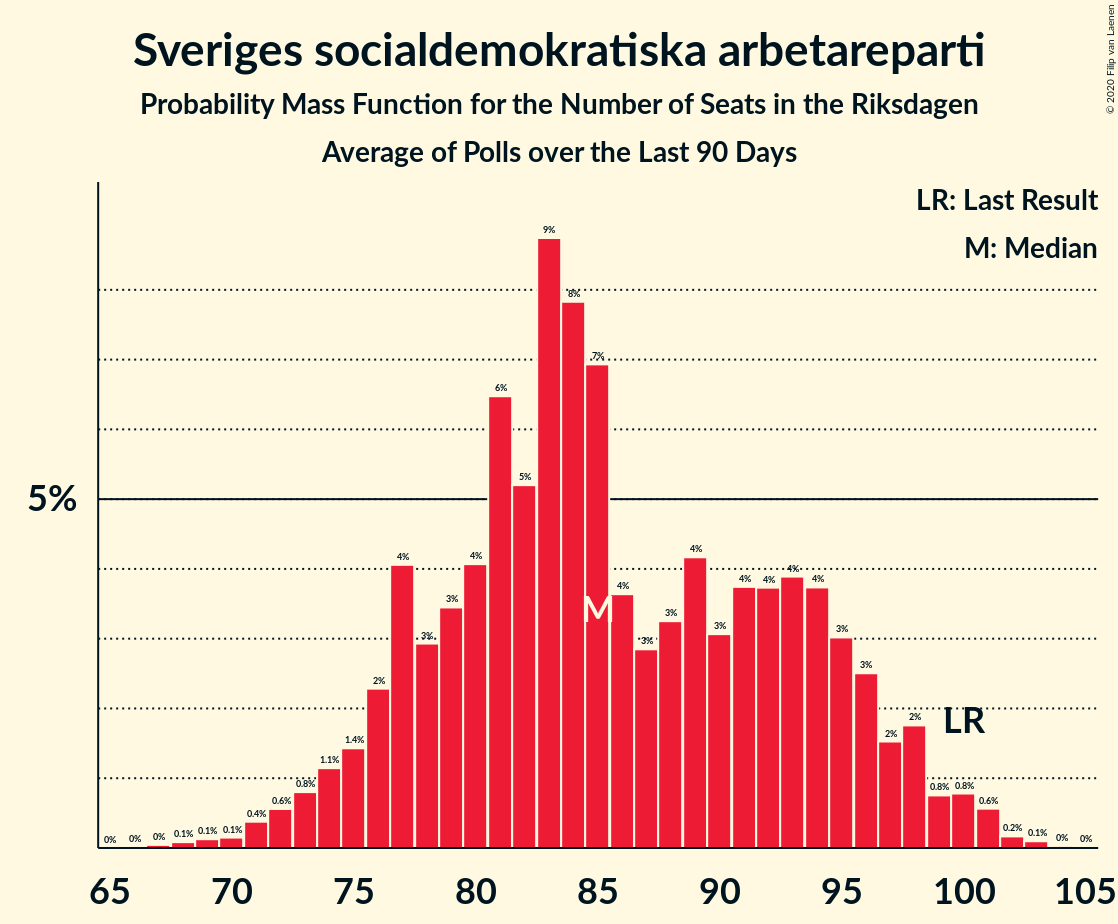 Sveriges socialdemokratiska arbetareparti
Probability Mass Function for the Number of Seats in the Riksdagen
Average of Polls over the Last 90 Days
© 2020 Filip van Laenen
LR: Last Result
M: Median
5%
0% 0% 0% 0.1% 0.1% 0.1% 0.4% 0.6% 0.8% 1.1% 1.4% 2% 4% 3% 3% 4% 6% 5% 9% 8% 7% 4% 3% 3% 4% 3% 4% 4% 4% 4% 3% 3% 2% 2% 0.8% 0.8% 0.6% 0.2% 0.1% 0% 0%
M
LR
65 70 75 80 85 90 95 100 105